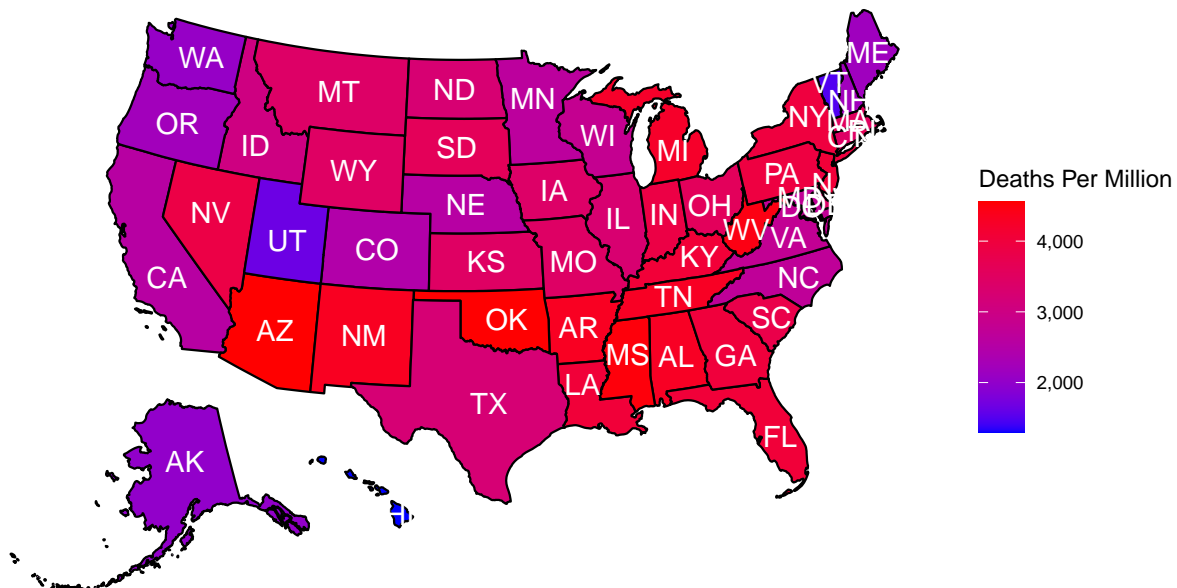 WA
ME
MT
ND
VT
MN
NH
OR
NY
WI
ID
SD
MI
WY
PA
IA
NE
OH
NV
IL
IN
WV
UT
CO
VA
KY
KS
MO
CA
NC
TN
SC
OK
AR
AZ
NM
MS
AL
GA
LA
TX
FL
AK
Deaths Per Million
4,000
3,000
2,000